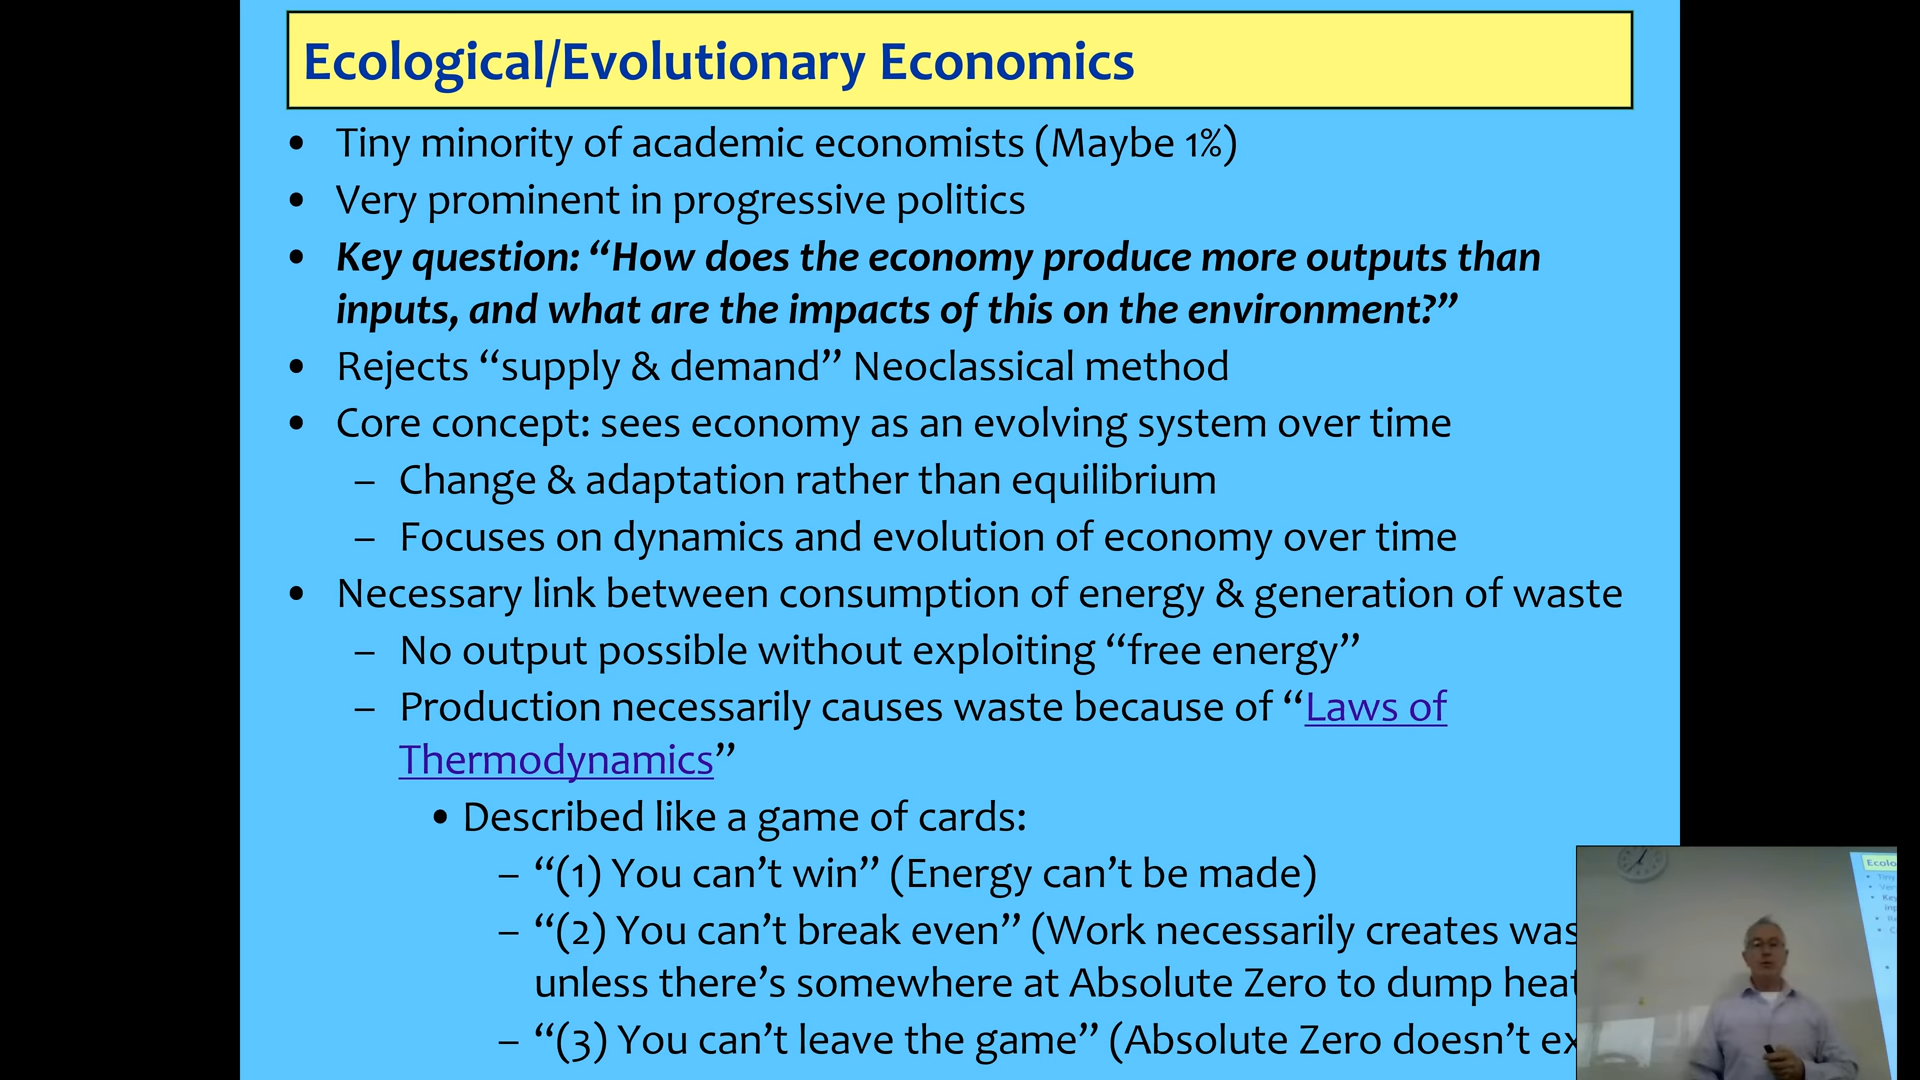 Ecological/Evolutionary Economics
• Tiny minority of academic economists (Maybe 1%)
• Very prominent in progressive politics
• Key question: “How does the economy produce more outputs than
inputs, and what are the impacts of this on the environment?”
• Rejects “supply & demand” Neoclassical method
• Core concept: sees economy as an evolving system over time
– Change & adaptation rather than equilibrium
– Focuses on dynamics and evolution of economy over time
• Necessary link between consumption of energy & generation of waste
– No output possible without exploiting “free energy”
– Production necessarily causes waste because of “Laws of
Thermodynamics”
• Described like a game of cards:
– “(1) You can’t win” (Energy can’t be made)
– “(2) You can’t break even” (Work necessarily creates
unless there’s somewhere at Absolute Zero to dump heat
– “(3) You can’t leave the game” (Absolute Zero doesn’t